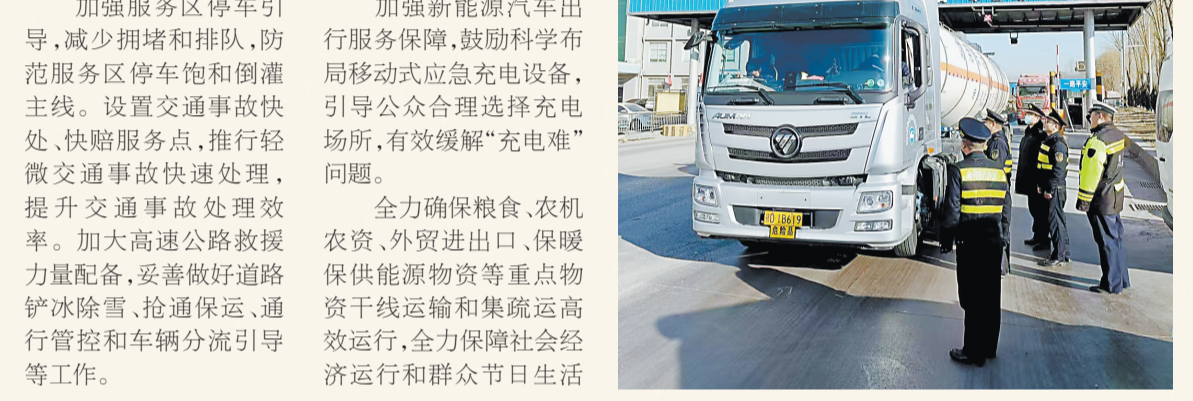 加强服务区停车引
导,减少拥堵和排队,防
范服务区停车饱和倒灌
主线。设置交通事故快
处、快赔服务点,推行轻
微交通事故快速处理,
提升交通事故处理效
率。加大高速公路救援
力量配备,妥善做好道路
铲冰除雪、抢通保运、通
行管控和车辆分流引导
等工作。
加强新能源汽车出
行服务保障,鼓励科学布
局移动式应急充电设备,
引导公众合理选择充电
场所,有效缓解“充电难”
问题。
全力确保粮食、农机
农资、外贸进出口、保暖
保供能源物资等重点物
资干线运输和集疏运高
效运行,全力保障社会经
济运行和群众节日生活
一路平安
危险品